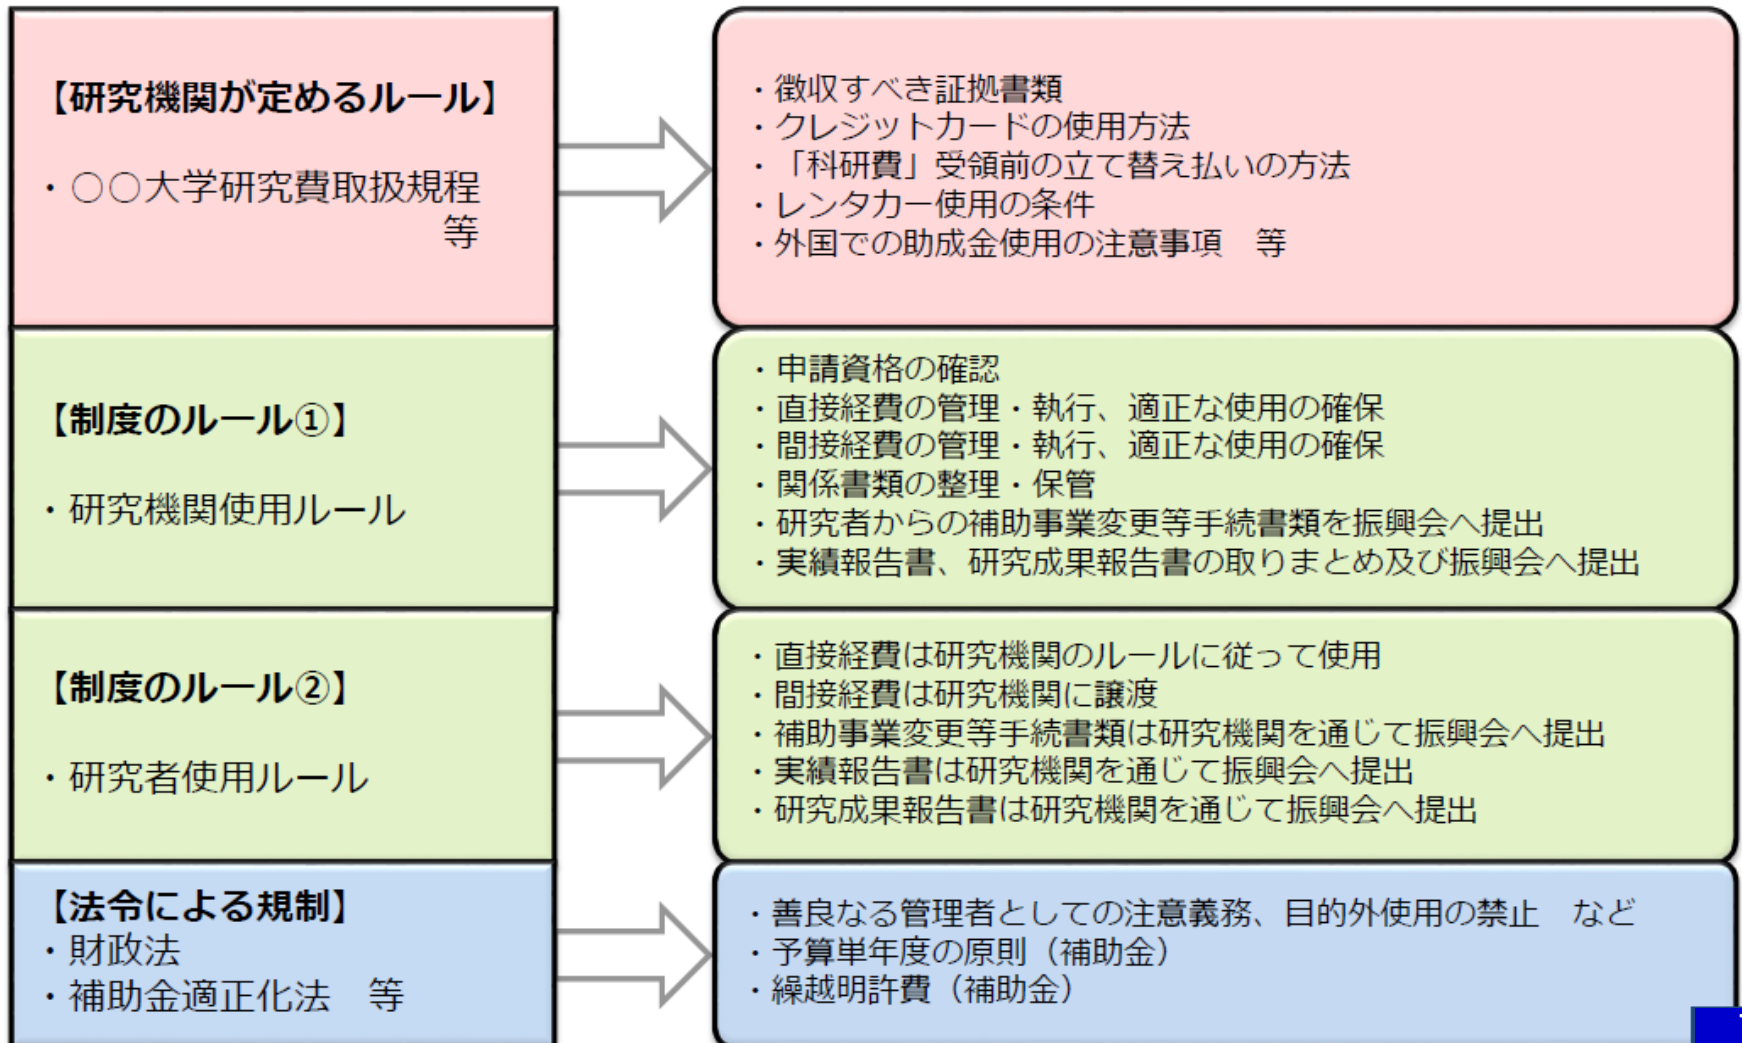 【研究機関が定めるルール】
・○○大学研究費取扱規程
等
・徴収すべき証拠書類
・クレジットカードの使用方法
・「科研費」受領前の立て替え払いの方法
・レンタカー使用の条件
・外国での助成金使用の注意事項　等
【制度のルール①】
・研究機関使用ルール
・申請資格の確認
・直接経費の管理・執行、適正な使用の確保
・間接経費の管理・執行、適正な使用の確保
・関係書類の整理・保管
・研究者からの補助事業変更等手続書類を振興会へ提出
・実績報告書、研究成果報告書の取りまとめ及び振興会へ提出
【制度のルール②】
・研究者使用ルール
・直接経費は研究機関のルールに従って使用
・間接経費は研究機関に譲渡
・補助事業変更等手続書類は研究機関を通じて振興会へ提出
・実績報告書は研究機関を通じて振興会へ提出
・研究成果報告書は研究機関を通じて振興会へ提出
【法令による規制】
・財政法
・補助金適正化法　等
・善良なる管理者としての注意義務、目的外使用の禁止　など
・予算単年度の原則（補助金）
・繰越明許費（補助金）